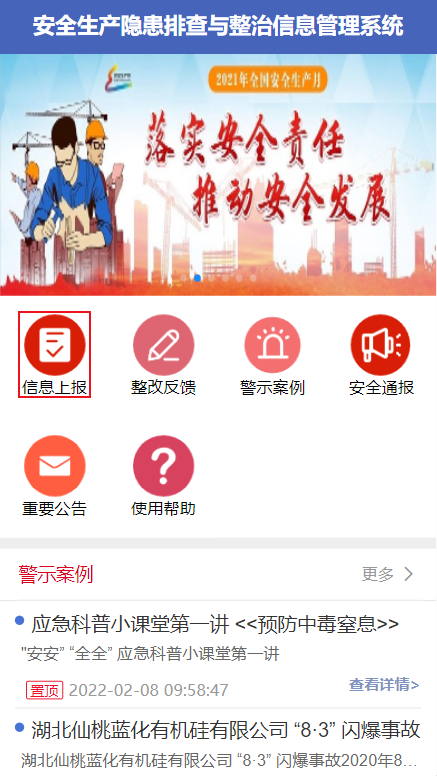 安全生产隐患排查与整治信息管理系统
2021年全国安全生产月
落实安全责任
推动安全发展
信息上报
整改反馈
警示案例
安全通报
重要公告
使用帮助
警示案例
更多 >
应急科普小课堂第一讲 <<预防中毒窒息>>
"安安" “全全” 应急科普小课堂第一讲
置顶 2022-02-08 09:58:47
查看详情>
湖北仙桃蓝化有机硅有限公司 “8·3” 闪爆事故
湖北仙桃蓝化有机硅有限公司 “8·3” 闪爆事故2020年8...